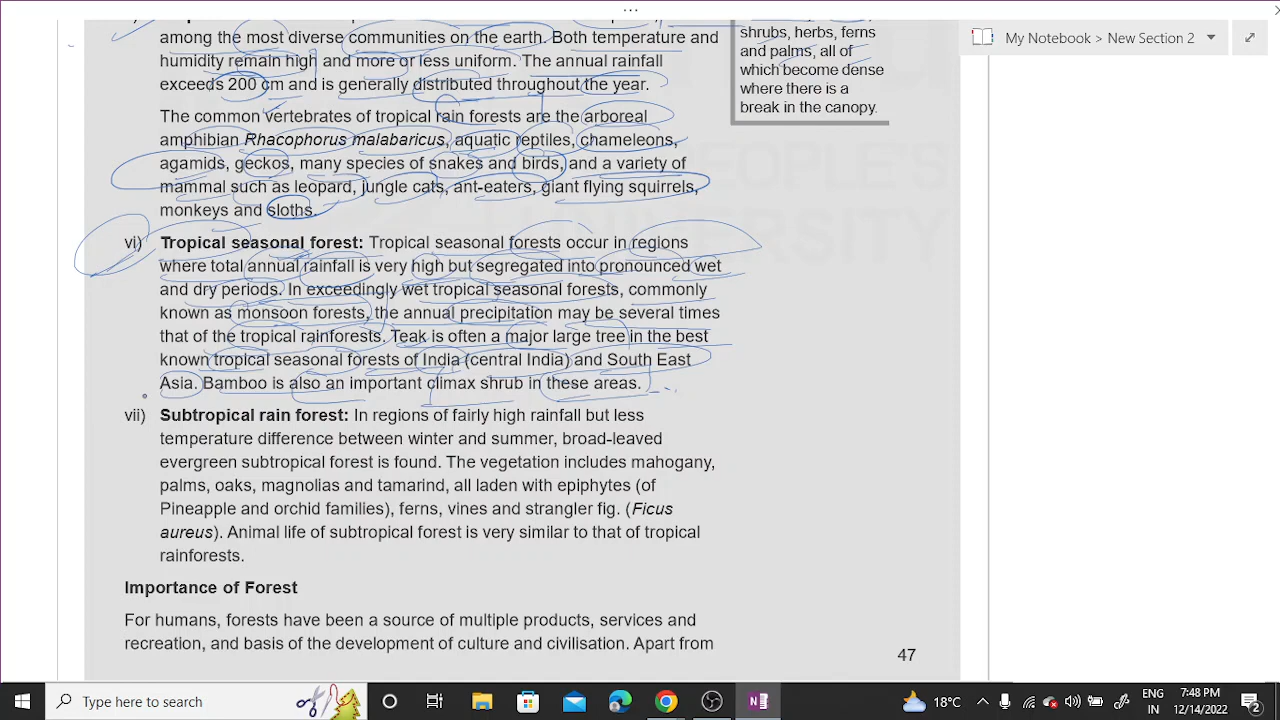 ...
My Notebook > New Section 2
among the most diverse communities on the earth. Both temperature and
humidity remain high and more or less uniform. The annual rainfall
exceeds 200 cm and is generally distributed throughout the year.
shrubs, herbs, ferns
and palms, all of
which become dense
where there is a
break in the canopy.
The common vertebrates of tropical rain forests are the arboreal
amphibian Rhacophorus malabaricus, aquatic reptiles, chameleons,
agamids, geckos, many species of snakes and birds, and a variety of
mammal such as leopard, jungle cats, ant-eaters, giant flying squirrels,
monkeys and sloths.
PEOPLE'S
UNIVERSITY
vi) Tropical seasonal forest: Tropical seasonal forests occur in regions
where total annual rainfall is very high but segregated into pronounced wet
and dry periods. In exceedingly wet tropical seasonal forests, commonly
known as monsoon forests, the annual precipitation may be several times
that of the tropical rainforests. Teak is often a major large tree in the best
known tropical seasonal forests of India (central India) and South East
Asia. Bamboo is also an important climax shrub in these areas.
vii) Subtropical rain forest: In regions of fairly high rainfall but less
temperature difference between winter and summer, broad-leaved
evergreen subtropical forest is found. The vegetation includes mahogany,
palms, oaks, magnolias and tamarind, all laden with epiphytes (of
Pineapple and orchid families), ferns, vines and strangler fig. (Ficus
aureus). Animal life of subtropical forest is very similar to that of tropical
rainforests.
Importance of Forest
For humans, forests have been a source of multiple products, services and
recreation, and basis of the development of culture and civilisation. Apart from
47
Type here to search
18°C
ENG
IN
7:48 PM
12/14/2022
2